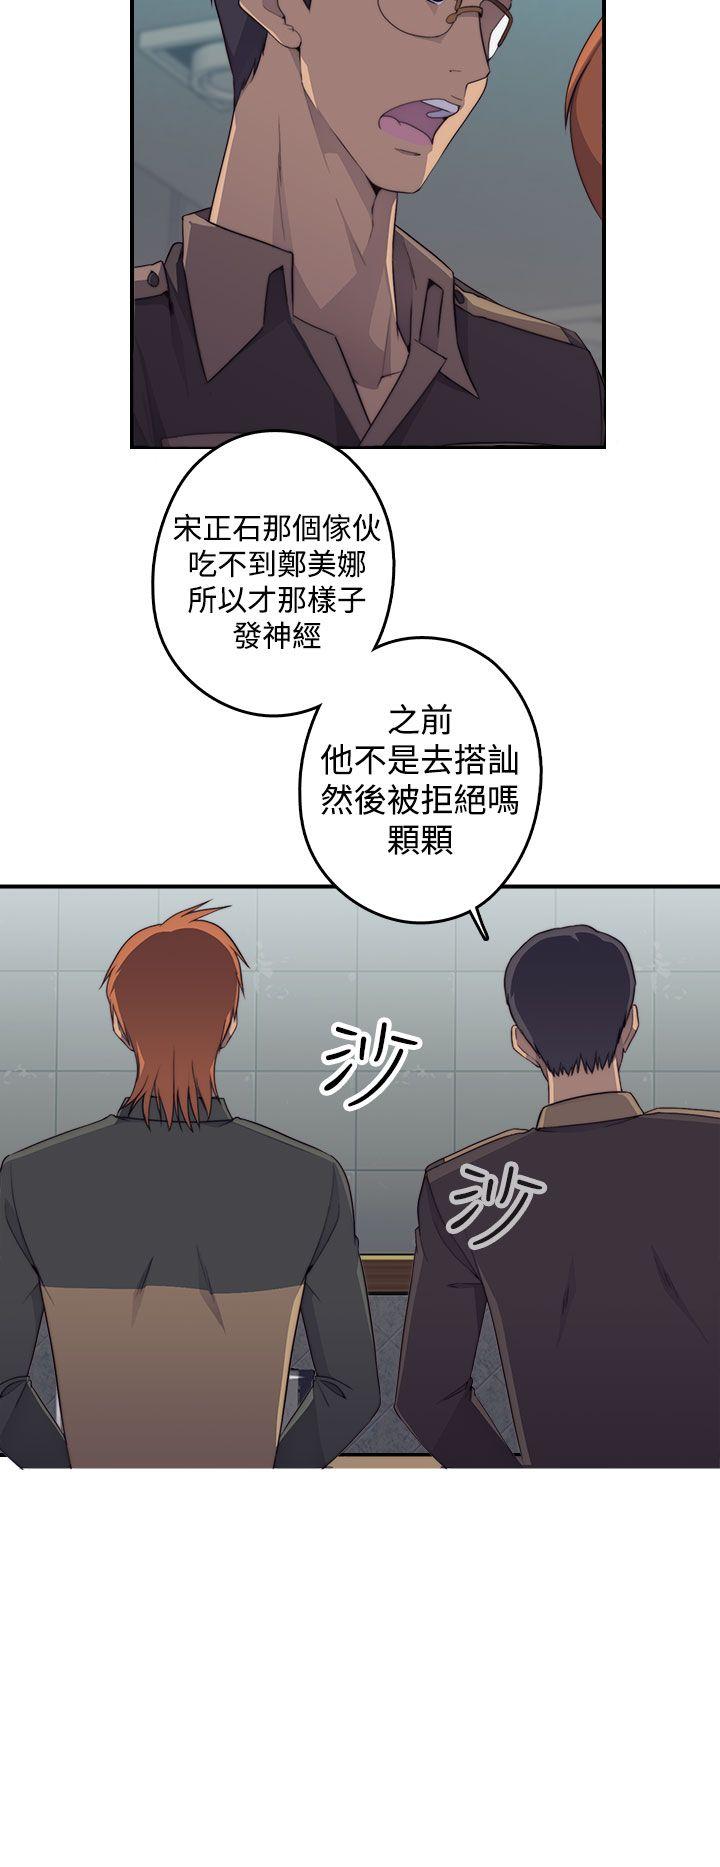 宋正石那個傢伙
吃不到鄭美娜
所以才那樣子
發神經
之前
他不是去搭訕
然後被拒絕嗎
顆顆
沙
沙